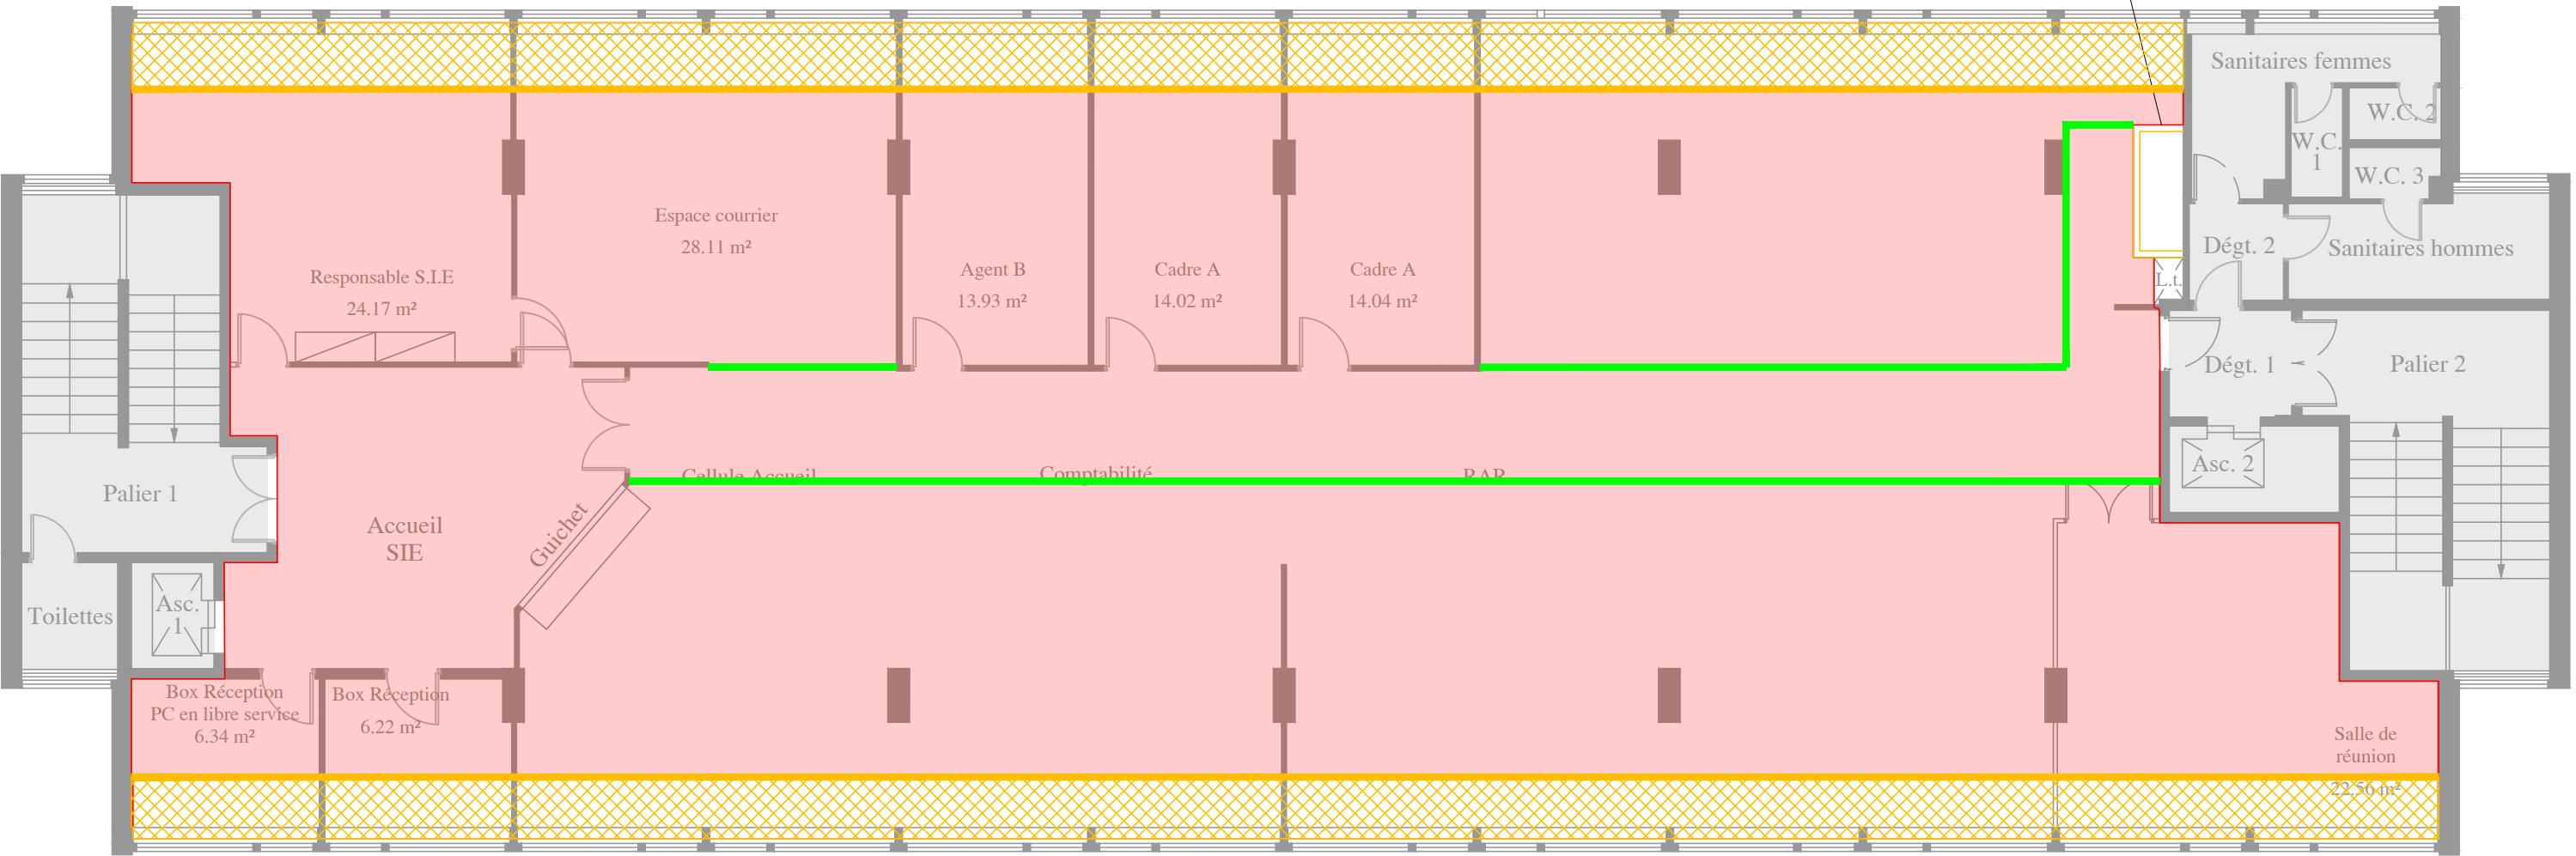 Sanitaires femmes
W.C. 2
W.C.
1
W.C. 3
Espace courrier
28.11 m²
Dégt. 2
Sanitaires hommes
Responsable S.I.E
24.17 m²
Agent B
13.93 m²
Cadre A
14.02 m²
Cadre A
14.04 m²
L.t.
Dégt. 1
Palier 2
Cellule Accueil
Comptabilité
RAR
Asc. 2
Palier 1
Accueil
SIE
Guichet
Toilettes
Asc.
1
Box Réception
PC en libre service
6.34 m²
Box Réception
6.22 m²
Salle de
réunion
22.56 m²